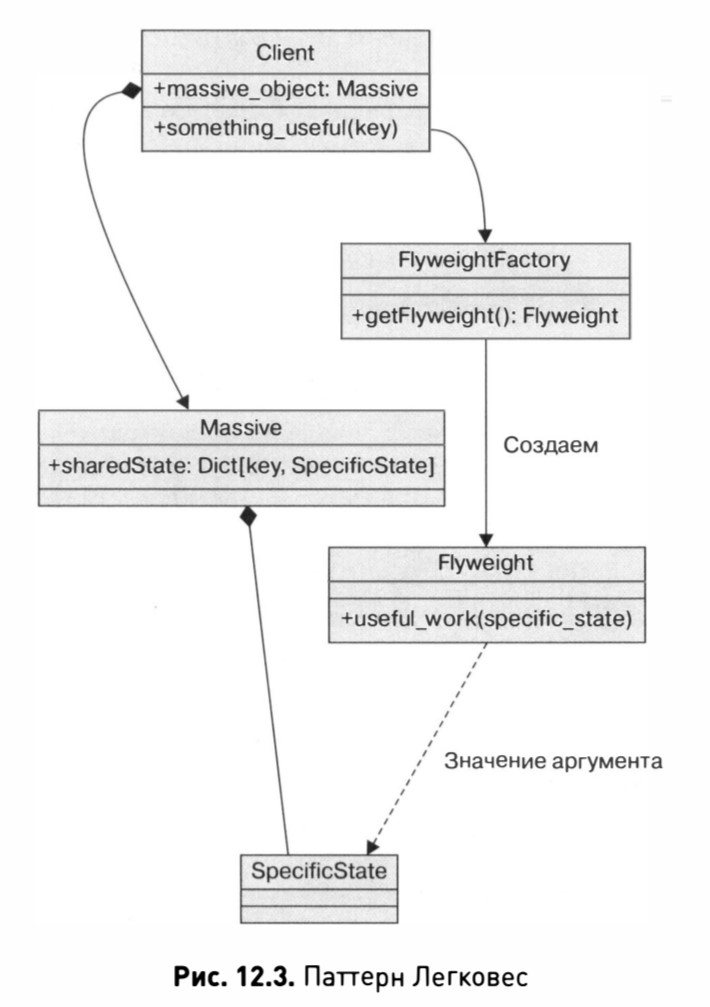 Client
+massive_object: Massive
+something_useful(key)
FlyweightFactory
+getFlyweight(): Flyweight
Massive
+sharedState: Dict[key, SpecificState]
Создаем
Flyweight
+useful_work(specific_state)
Значение аргумента
SpecificState
Рис. 12.3. Паттерн Легковес